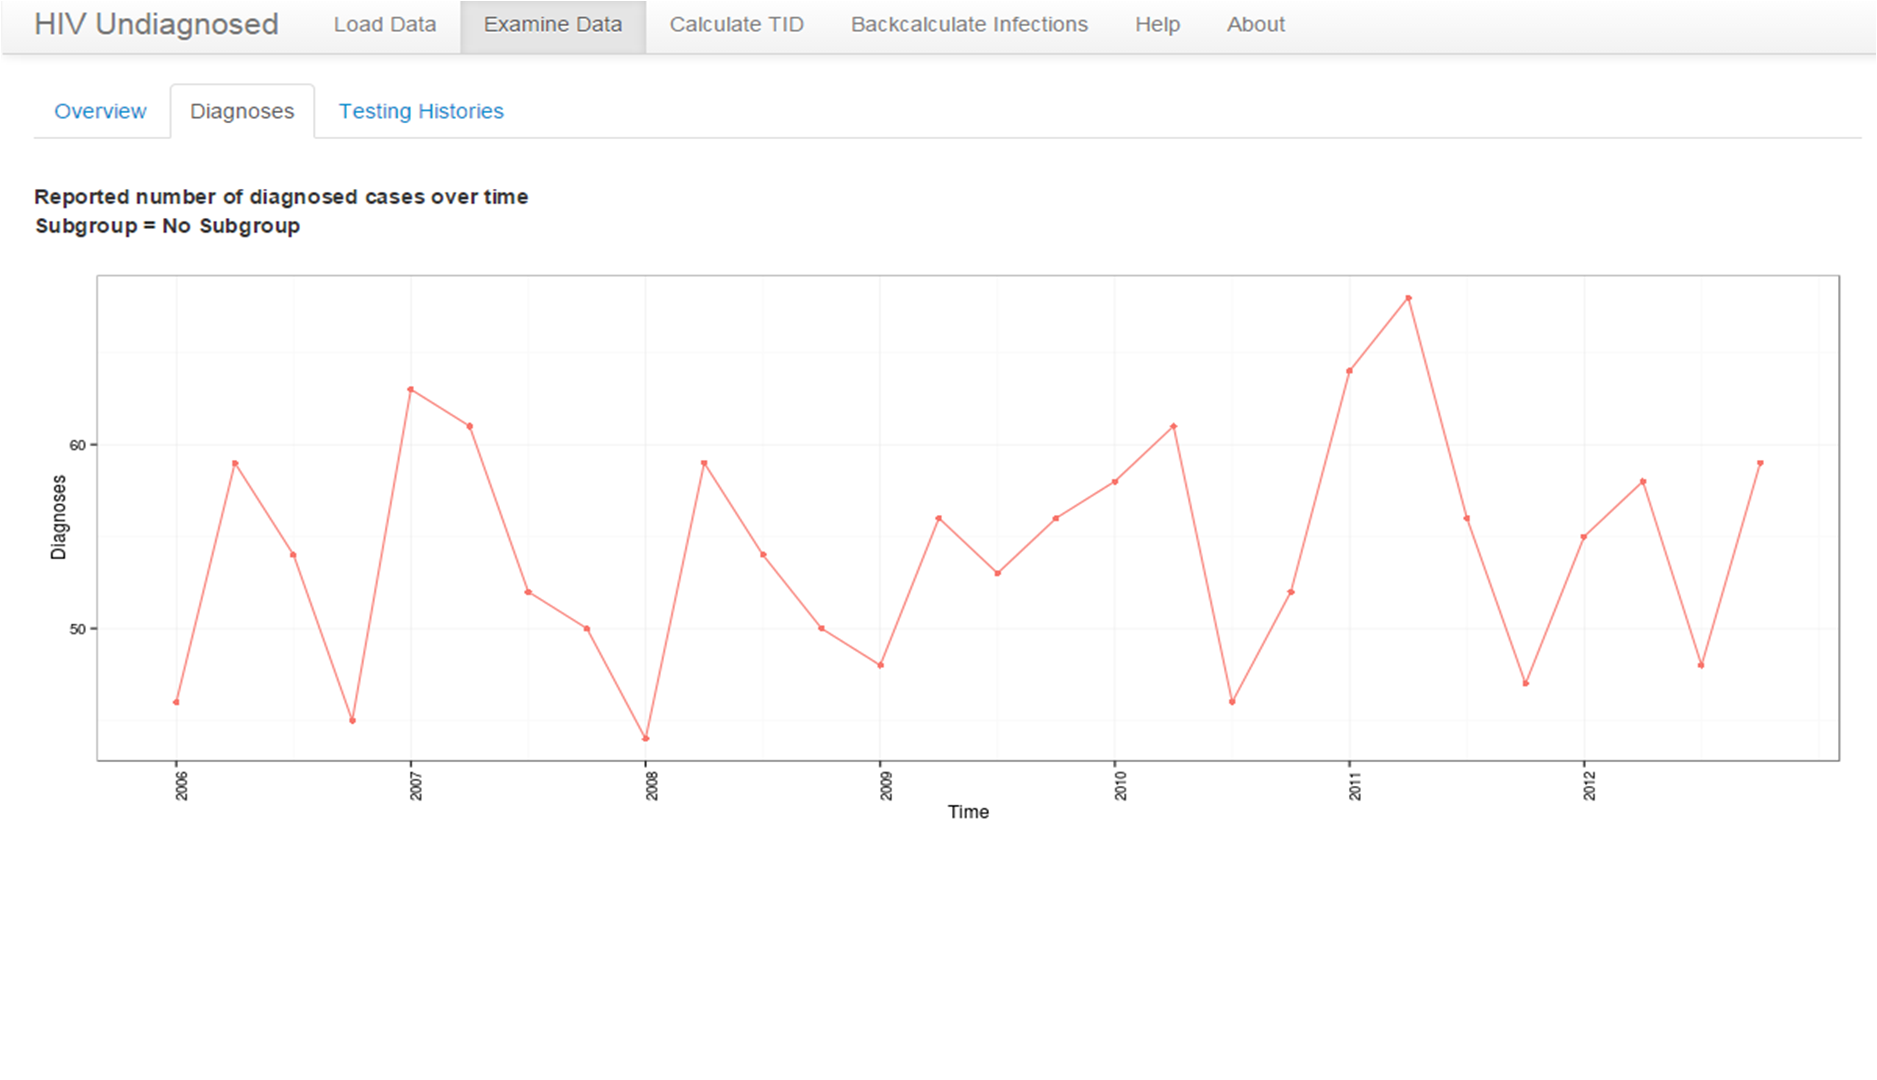 HIV Undiagnosed Load Data Examine Data Calculate TID Backcalculate Infections Help About
Overview Diagnoses Testing Histories
Reported number of diagnosed cases over time
Subgroup = No Subgroup
60
50
Diagnoses
2006 2007 2008 2009 2010 2011 2012
Time